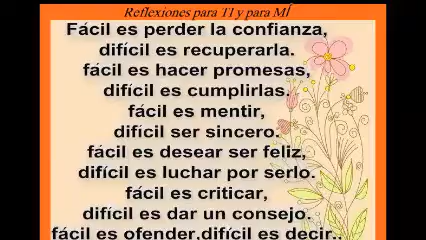 Reflexiones para TI y para MÍ
Fácil es perder la confianza,
difícil es recuperarla.
fácil es hacer promesas,
difícil es cumplirlas.
fácil es mentir,
difícil ser sincero.
fácil es desear ser feliz,
difícil es luchar por serlo.
fácil es criticar,
difícil es dar un consejo.
fácil es ofender,difícil es decir..